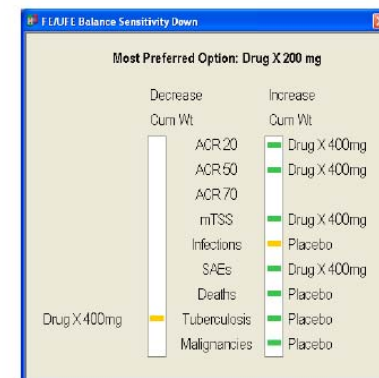 FE/UFE Balance Sensitivity Down
Most Preferred Option: Drug X 200 mg
Decrease Increase
Cum Wt Cum Wt
ACR 20 Drug X 400mg
ACR 50 Drug X 400mg
ACR 70
mTSS Drug X 400mg
Infections Placebo
SAEs Drug X 400mg
Deaths Placebo
Drug X 400mg Tuberculosis Placebo
Malignancies Placebo